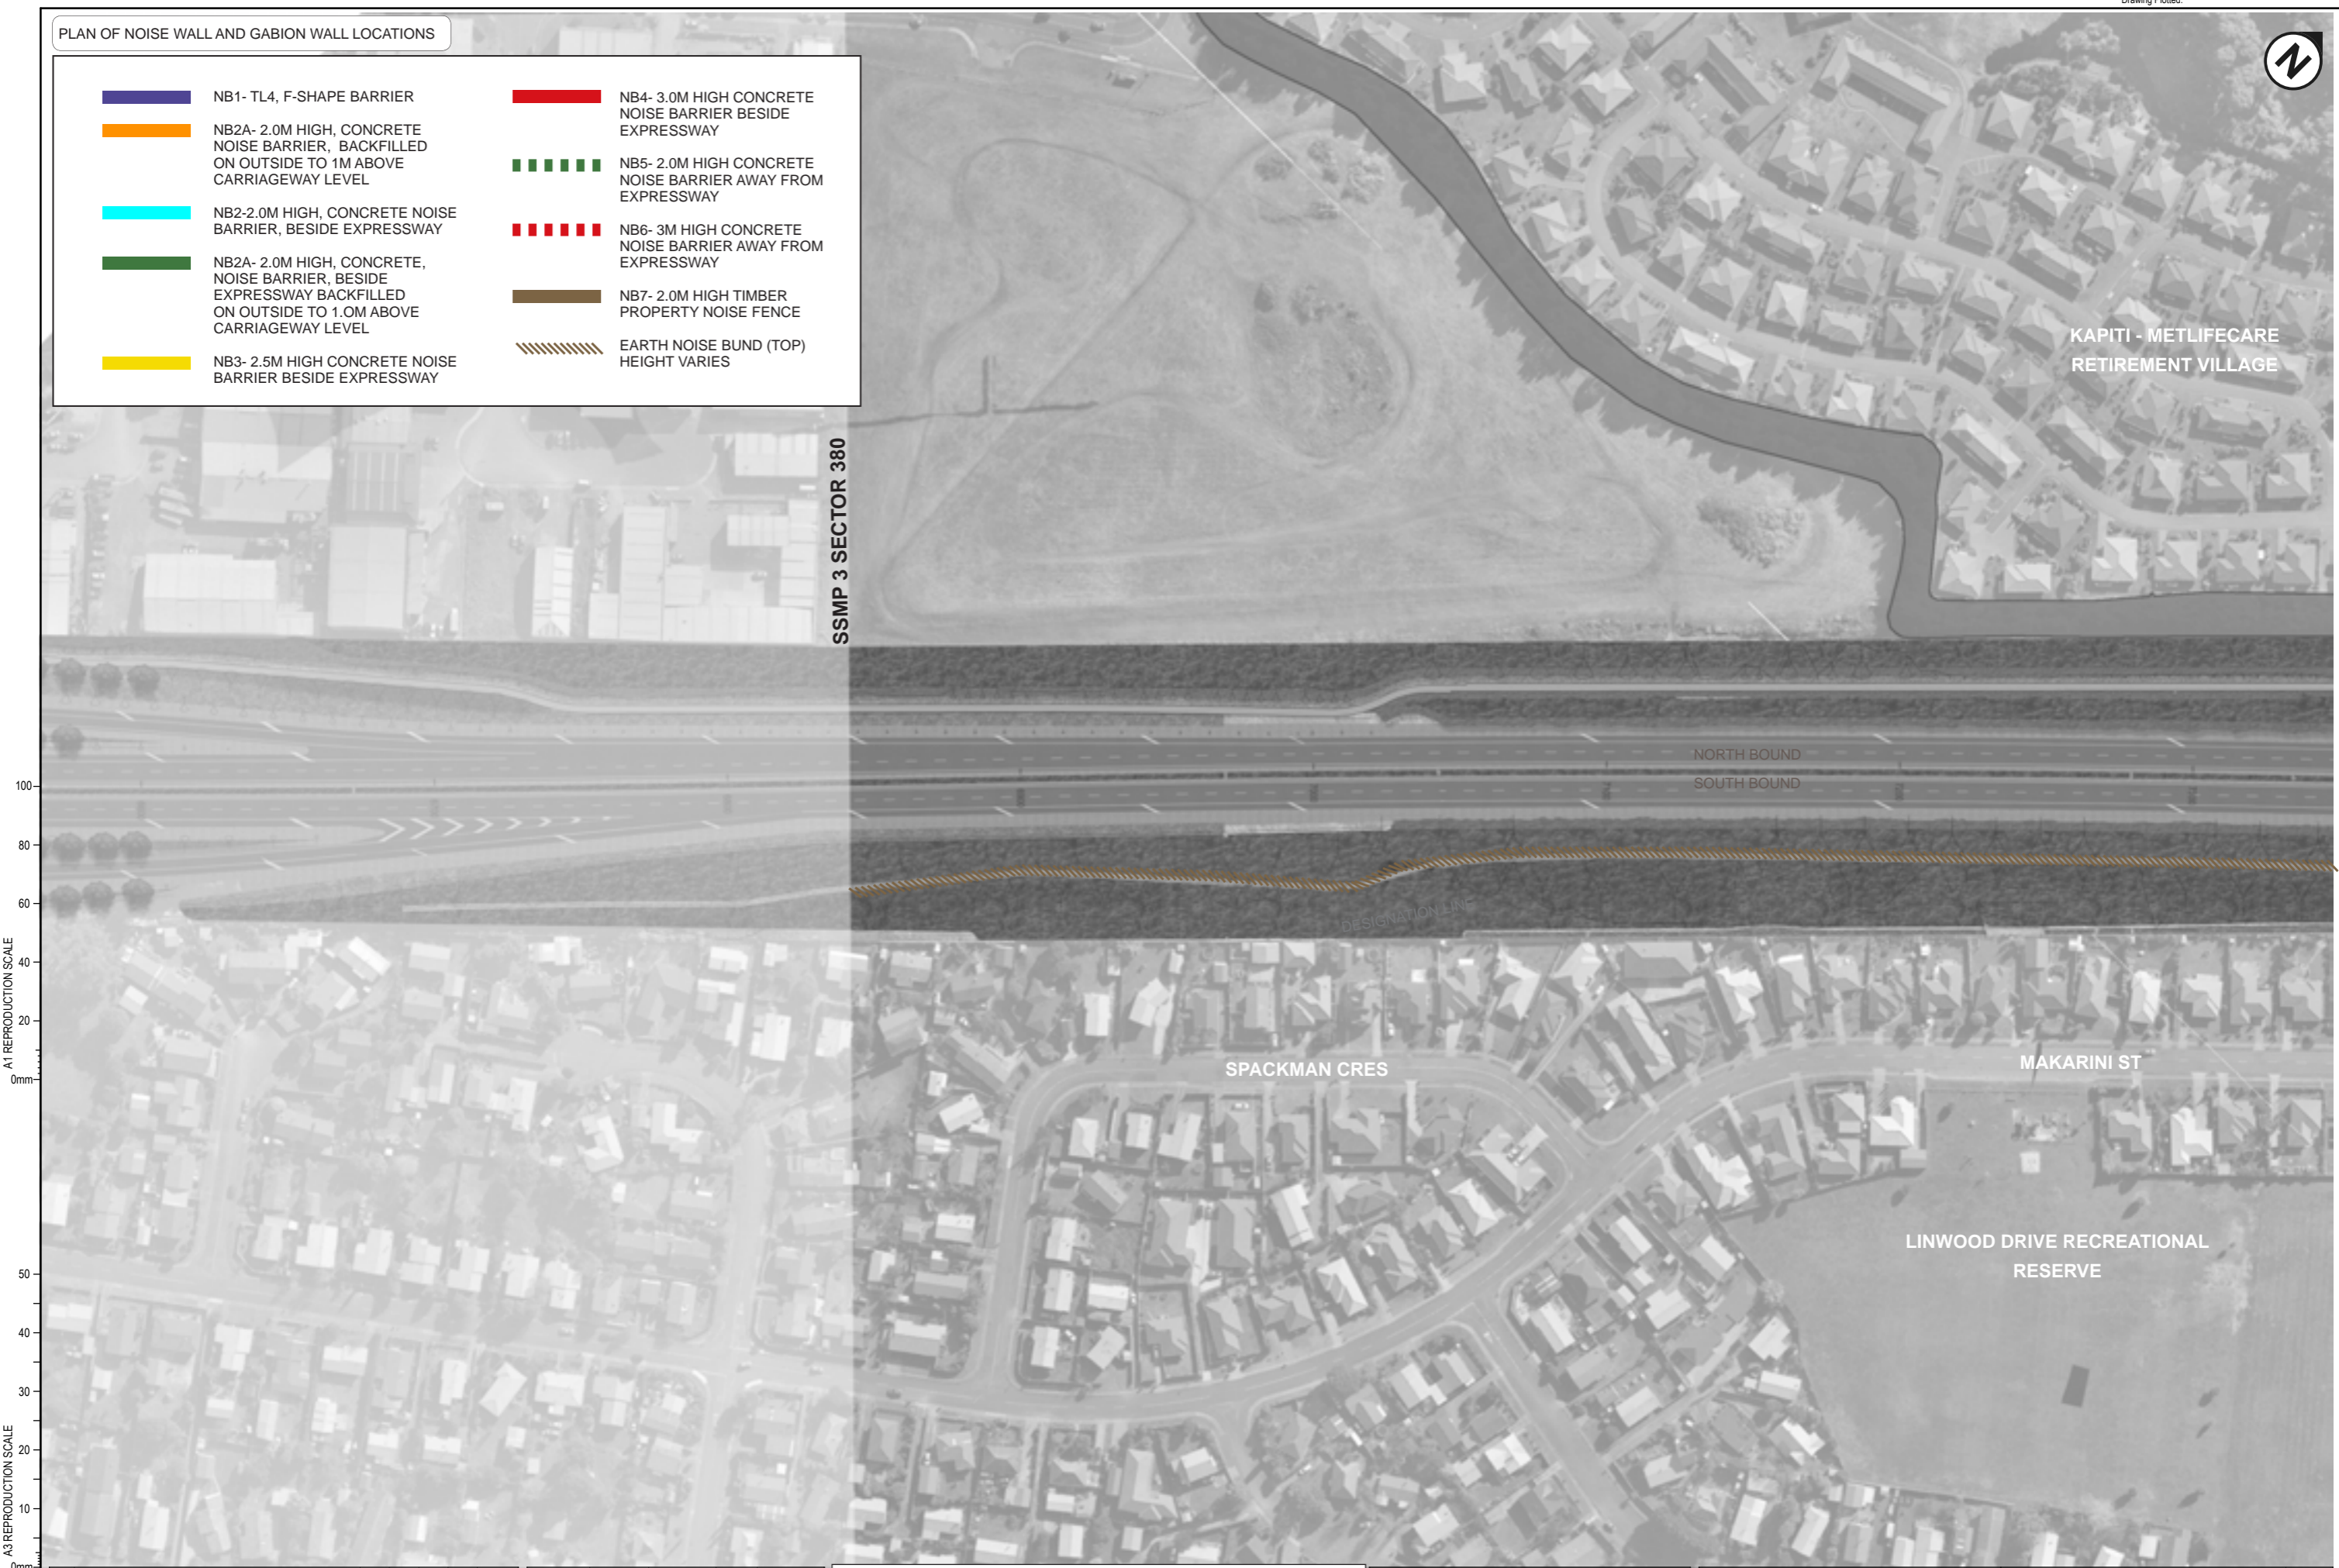 Drawing Plotted:
PLAN OF NOISE WALL AND GABION WALL LOCATIONS
N
NB1- TL4, F-SHAPE BARRIER
NB2A- 2.0M HIGH, CONCRETE
NOISE BARRIER, BACKFILLED
ON OUTSIDE TO 1M ABOVE
CARRIAGEWAY LEVEL
NB2-2.0M HIGH, CONCRETE NOISE
BARRIER, BESIDE EXPRESSWAY
NB2A- 2.0M HIGH, CONCRETE,
NOISE BARRIER, BESIDE
EXPRESSWAY BACKFILLED
ON OUTSIDE TO 1.OM ABOVE
CARRIAGEWAY LEVEL
NB3- 2.5M HIGH CONCRETE NOISE
BARRIER BESIDE EXPRESSWAY
NB4- 3.0M HIGH CONCRETE
NOISE BARRIER BESIDE
EXPRESSWAY
NB5- 2.0M HIGH CONCRETE
NOISE BARRIER AWAY FROM
EXPRESSWAY
NB6- 3M HIGH CONCRETE
NOISE BARRIER AWAY FROM
EXPRESSWAY
NB7- 2.0M HIGH TIMBER
PROPERTY NOISE FENCE
EARTH NOISE BUND (TOP)
HEIGHT VARIES
KAPITI - METLIFECARE
RETIREMENT VILLAGE
SSMP 3 SECTOR 380
NORTH BOUND
SOUTH BOUND
DESIGNATION LINE
SPACKMAN CRES
MAKARINI ST
LINWOOD DRIVE RECREATIONAL
RESERVE
100
80
60
40
20
0mm
A1 REPRODUCTION SCALE
50
40
30
20
10
0mm
A3 REPRODUCTION SCALE